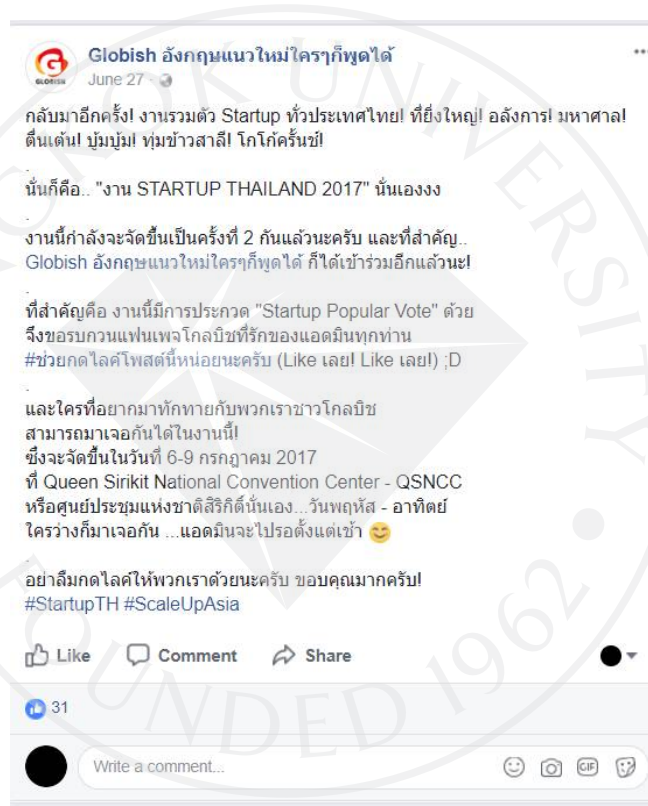 Globish อังกฤษแนวใหม่ใครๆก็พูดได้
GLOBISH
June 27
กลับมาอีกครั้ง! งานรวมตัว Startup ทั่วประเทศไทย! ที่ยิ่งใหญ่! อลังการ! มหาศาล!
ตื่นเต้น! บู้มบู้ม! ทุ่มข้าวสาลี! โกโก้ครั้นช์!
.
นั่นก็คือ.. "งาน STARTUP THAILAND 2017" นั่นเองงง
.
งานนี้กำลังจะจัดขึ้นเป็นครั้งที่ 2 กันแล้วนะครับ และที่สำคัญ..
Globish อังกฤษแนวใหม่ใครๆก็พูดได้ ก็ได้เข้าร่วมอีกแล้วนะ!
.
ที่สำคัญคือ งานนี้มีการประกวด "Startup Popular Vote" ด้วย
จึงขอรบกวนแฟนเพจโกลบิชที่รักของแอดมินทุกท่าน
#ช่วยกดไลค์โพสต์นี้หน่อยนะครับ (Like เลย! Like เลย!) ;D
.
และใครที่อยากมาทักทายกับพวกเราชาวโกลบิช
สามารถมาเจอกันได้ในงานนี้!
ซึ่งจะจัดขึ้นในวันที่ 6-9 กรกฎาคม 2017
ที่ Queen Sirikit National Convention Center - QSNCC
หรือศูนย์ประชุมแห่งชาติสิริกิติ์นั่นเอง...วันพฤหัส - อาทิตย์
ใครว่างก็มาเจอกัน ...แอดมินจะไปรอตั้งแต่เช้า 😊
.
อย่าลืมกดไลค์ให้พวกเราด้วยนะครับ ขอบคุณมากครับ!
#StartupTH #ScaleUpAsia
Like Comment Share
31
Write a comment...
GIF
BANGKOK UNIVERSITY
FOUNDED 1962